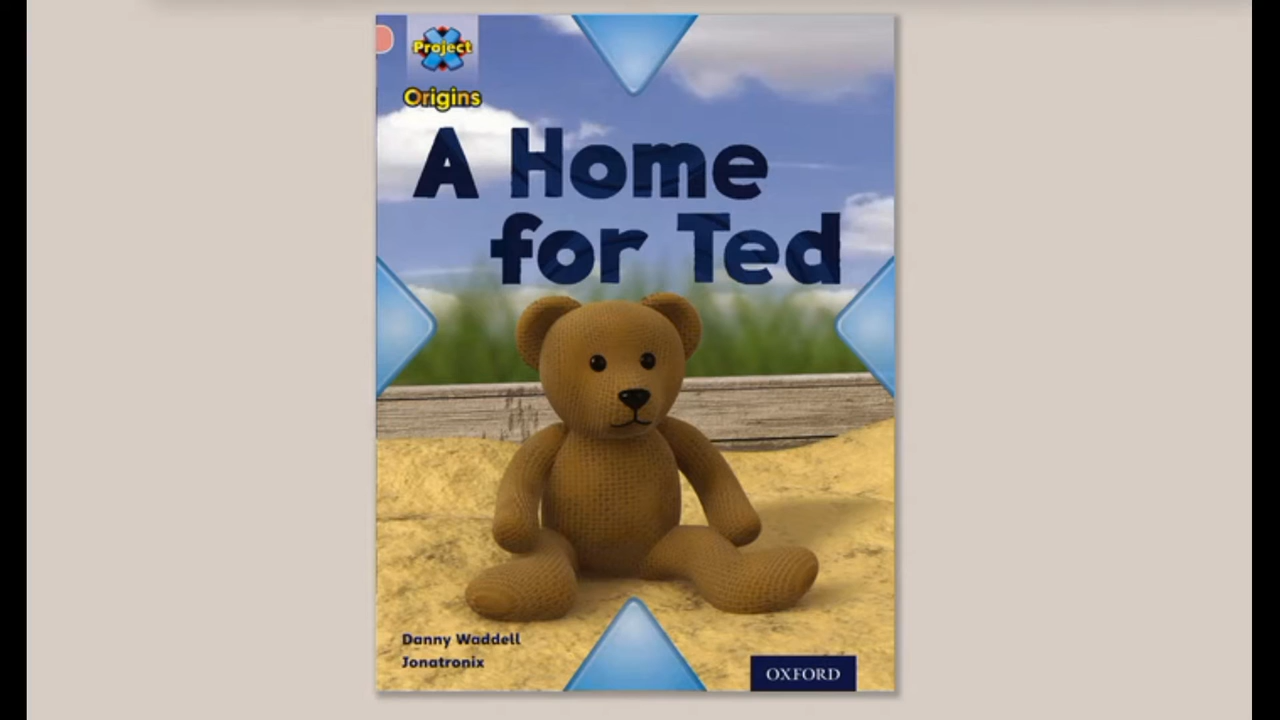 Project
Origins
A Home
for Ted
Danny Waddell
Jonatronix
OXFORD